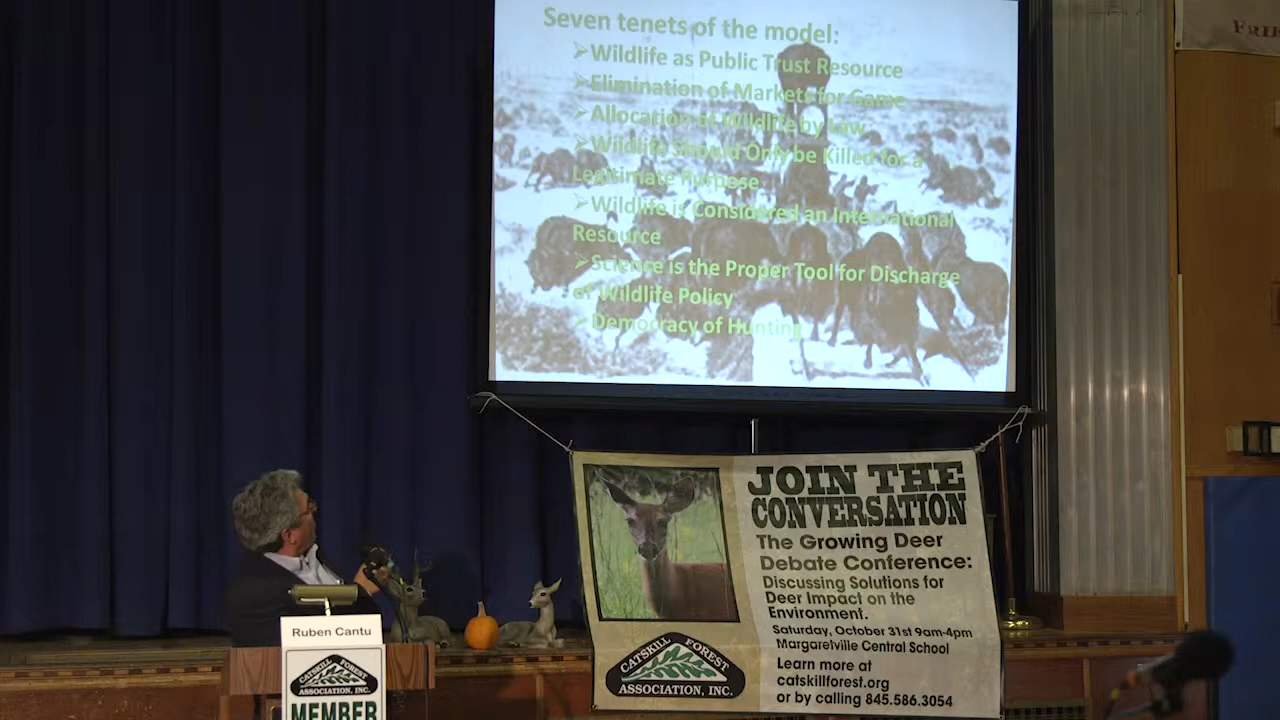 Seven tenets of the model:
➢Wildlife as Public Trust Resource
➢Elimination of Markets for Game
➢Allocation of Wildlife by Law
➢Wildlife Should Only be Killed for a
Legitimate Purpose
➢Wildlife is Considered an International
Resource
➢Science is the Proper Tool for Discharge
of Wildlife Policy
➢Democracy of Hunting
JOIN THE
CONVERSATION
The Growing Deer
Debate Conference:
Discussing Solutions for
Deer Impact on the
Environment.
Saturday, October 31st 9am-4pm
Margaretville Central School
Learn more at
catskillforest.org
or by calling 845.586.3054
CATSKILL FOREST
ASSOCIATION, INC.
Ruben Cantu
CATSKILL FOREST
ASSOCIATION, INC.
MEMBER